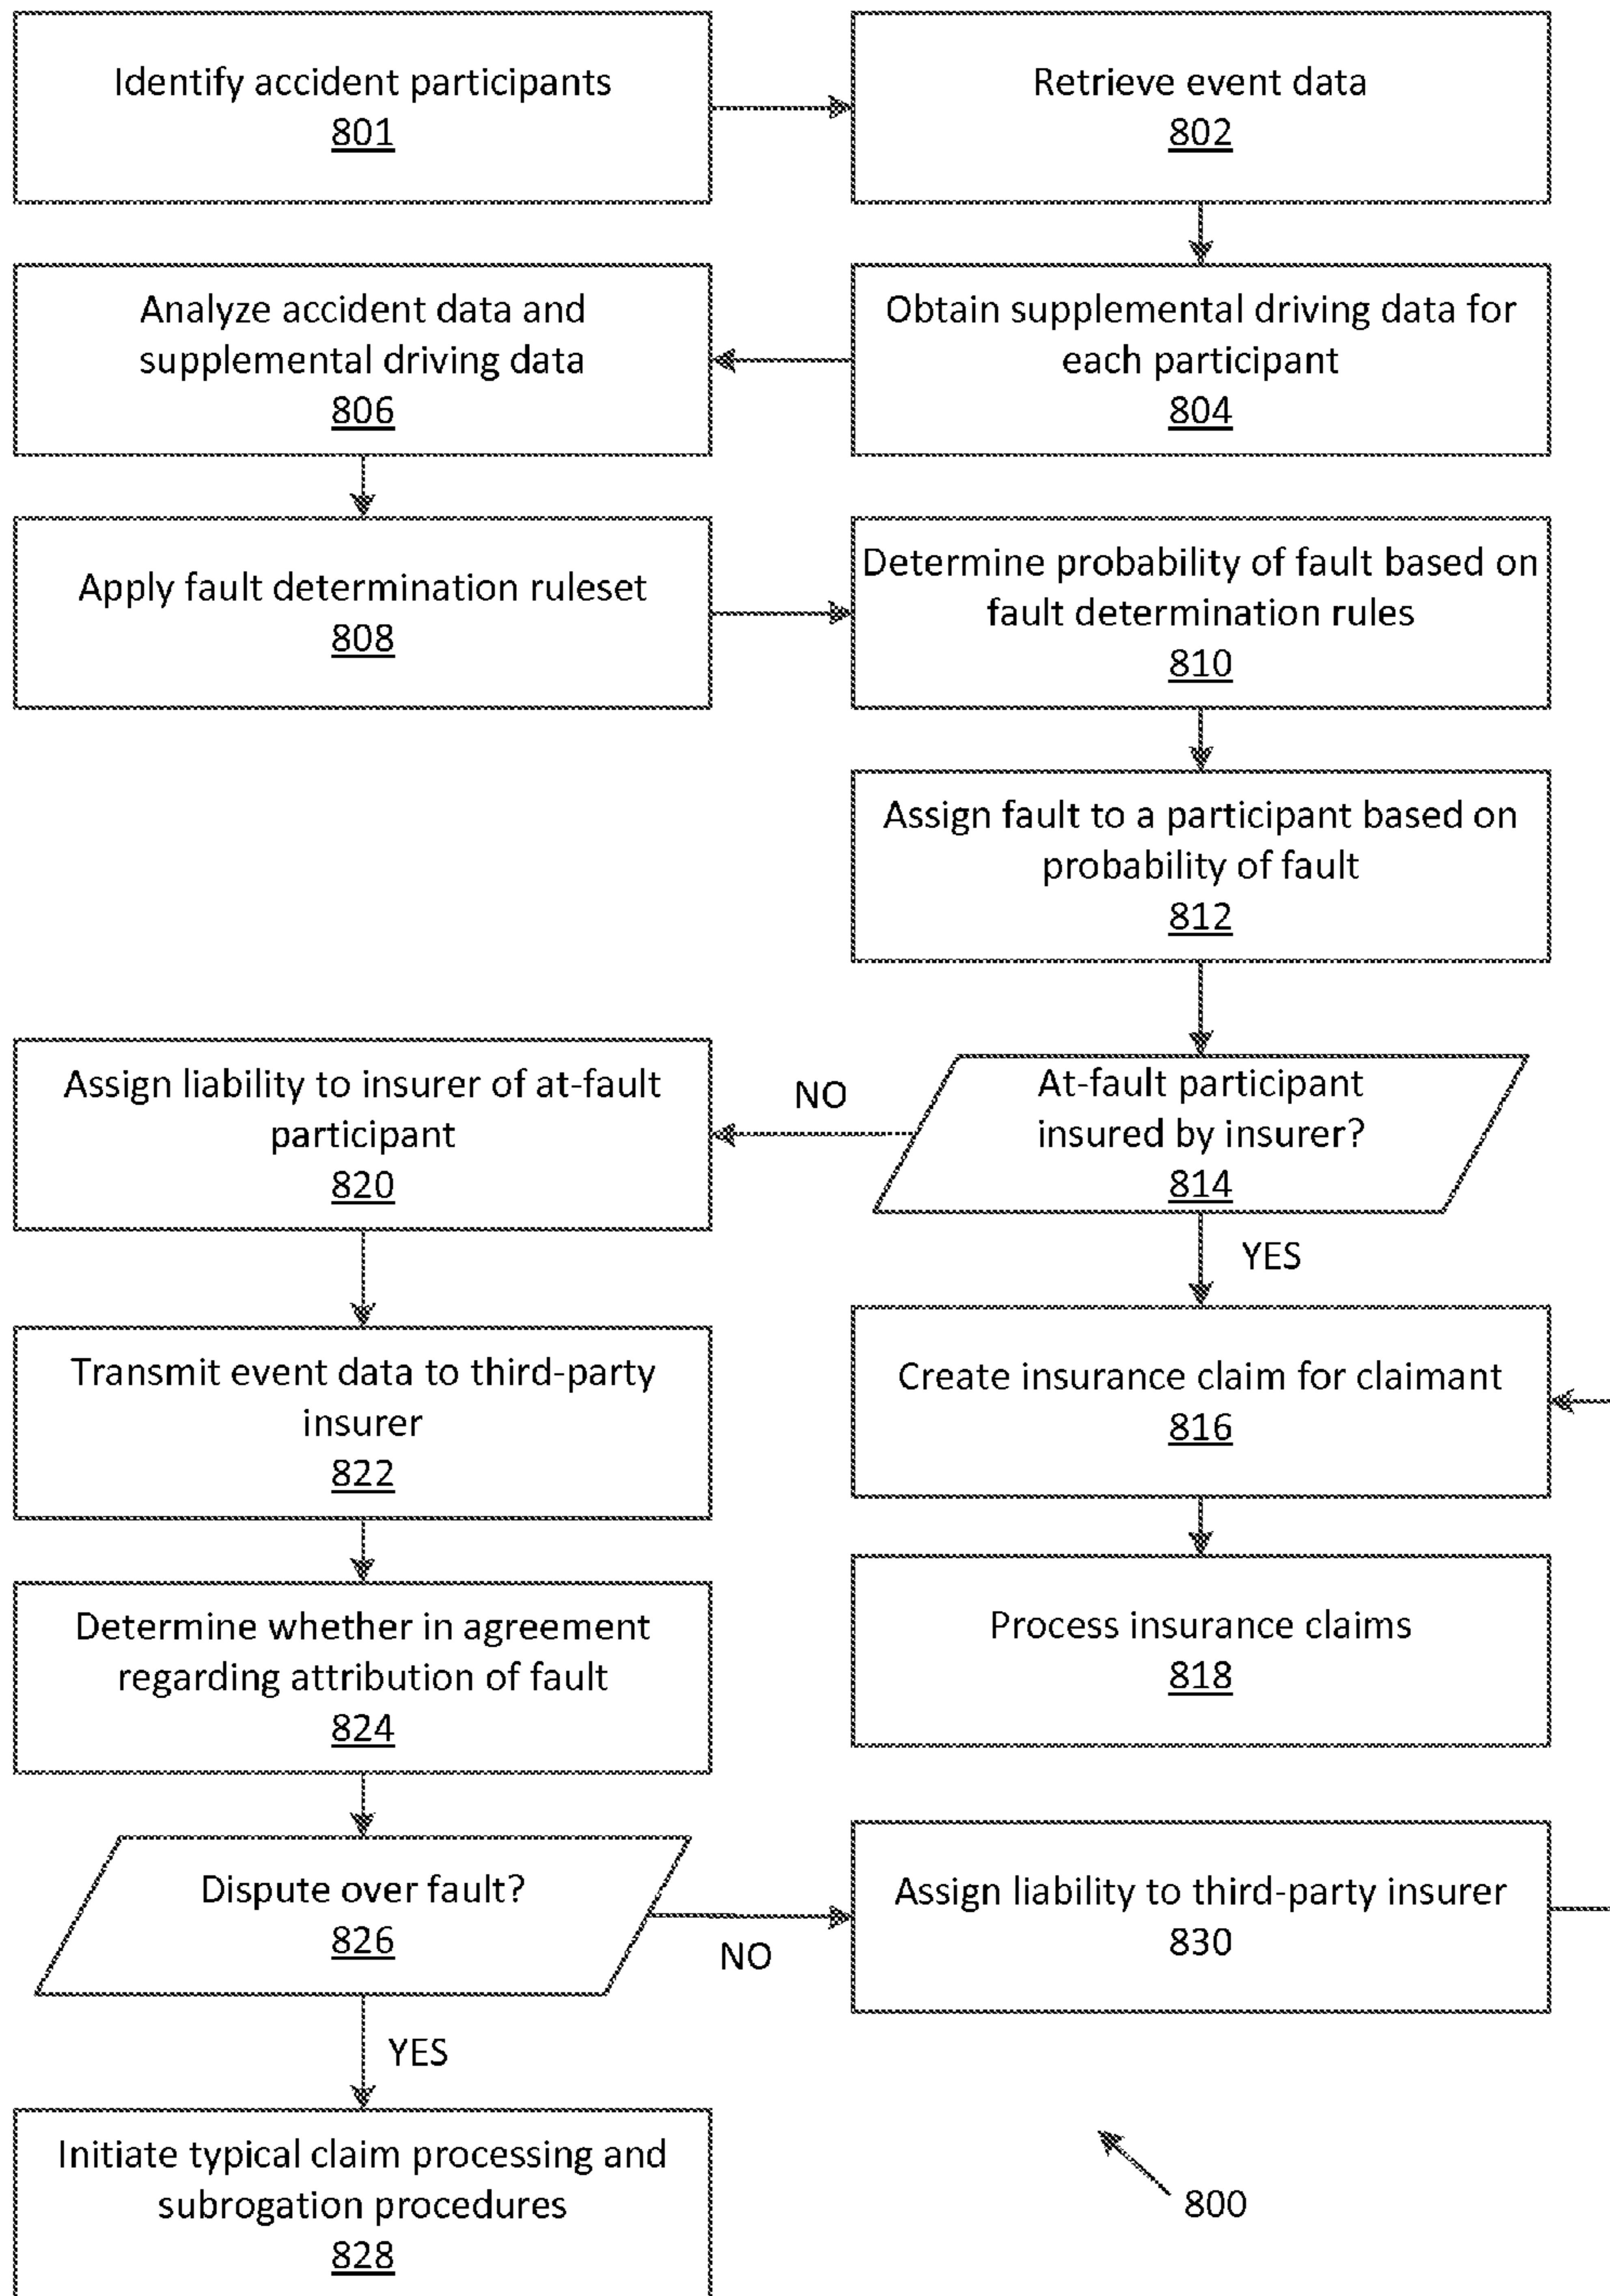 Identify accident participants
801
Retrieve event data
802
Obtain supplemental driving data for
each participant
804
Analyze accident data and
supplemental driving data
806
Apply fault determination ruleset
808
Determine probability of fault based on
fault determination rules
810
Assign fault to a participant based on
probability of fault
812
At-fault participant
insured by insurer?
814
NO
YES
Assign liability to insurer of at-fault
participant
820
Create insurance claim for claimant
816
Transmit event data to third-party
insurer
822
Process insurance claims
818
Determine whether in agreement
regarding attribution of fault
824
Dispute over fault?
826
NO
Assign liability to third-party insurer
830
YES
Initiate typical claim processing and
subrogation procedures
828
800